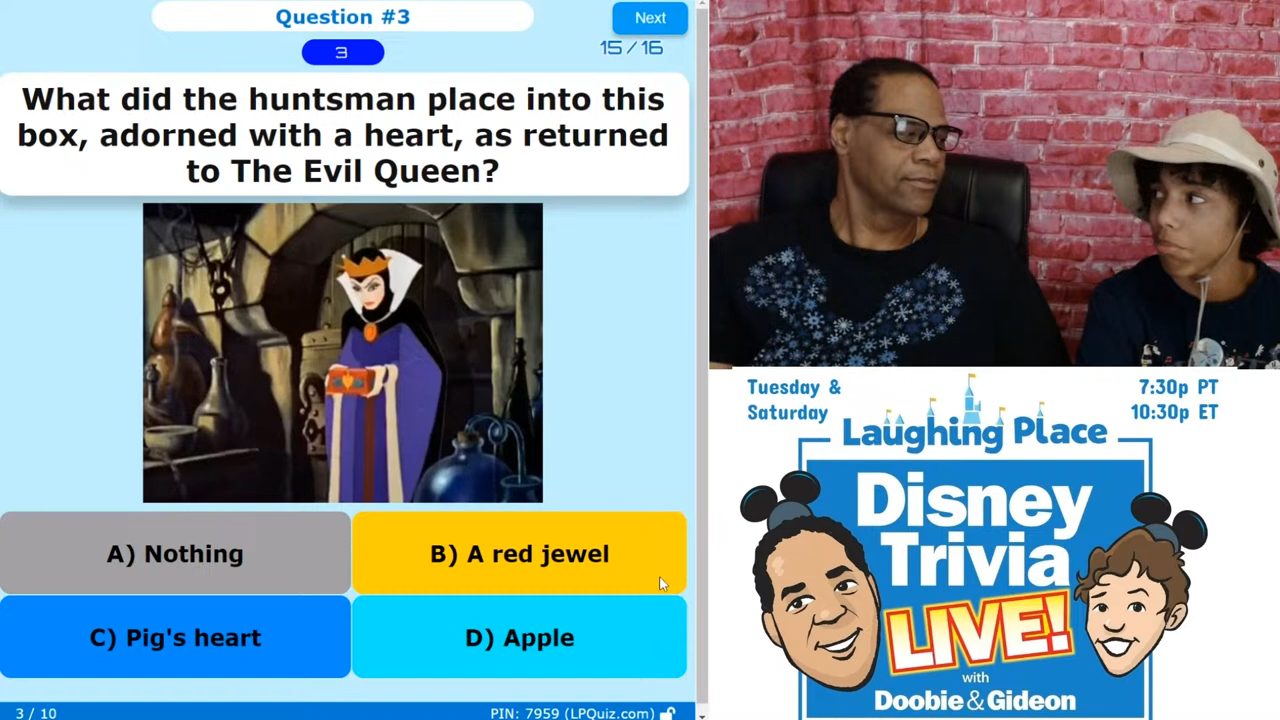 Question #3
Next
3
15/16
What did the huntsman place into this
box, adorned with a heart, as returned
to The Evil Queen?
A) Nothing
B) A red jewel
C) Pig's heart
D) Apple
3 / 10
PIN: 7959 (LPQuiz.com)
Tuesday &
Saturday
7:30p PT
10:30p ET
Laughing Place
Disney
Trivia
LIVE!
with
Doobie & Gideon